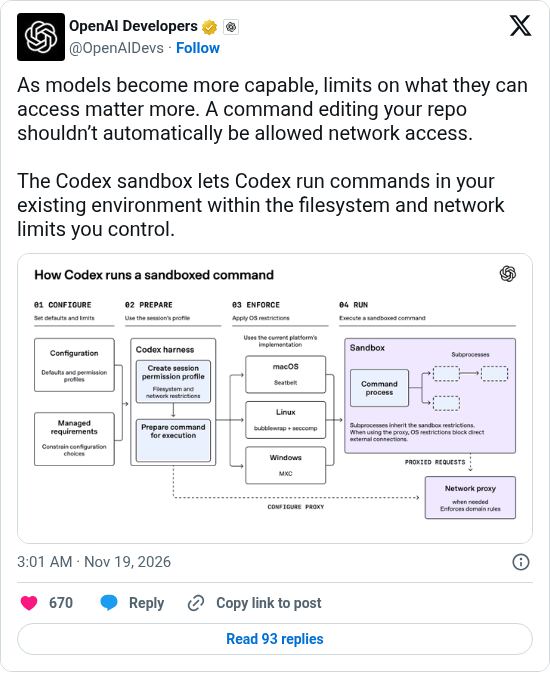 OpenAI Developers
@OpenAIDevs · Follow
As models become more capable, limits on what they can
access matter more. A command editing your repo
shouldn’t automatically be allowed network access.
The Codex sandbox lets Codex run commands in your
existing environment within the filesystem and network
limits you control.
How Codex runs a sandboxed command
01 CONFIGURE
Set defaults and limits
02 PREPARE
Use the session's profile
03 ENFORCE
Apply OS restrictions
04 RUN
Execute a sandboxed command
Configuration
Defaults and permission
profiles
Managed
requirements
Constrain configuration
choices
Codex harness
Create session
permission profile
Filesystem and
network restrictions
Prepare command
for execution
Uses the current platform's
implementation
macOS
Seatbelt
Linux
bubblewrap + seccomp
Windows
MXC
Sandbox
Subprocesses
Command
process
Subprocesses inherit the sandbox restrictions.
When using the proxy, OS restrictions block direct
external connections.
PROXIED REQUESTS
Network proxy
when needed
Enforces domain rules
CONFIGURE PROXY
3:01 AM · Nov 19, 2026
670
Reply
Copy link to post
Read 93 replies